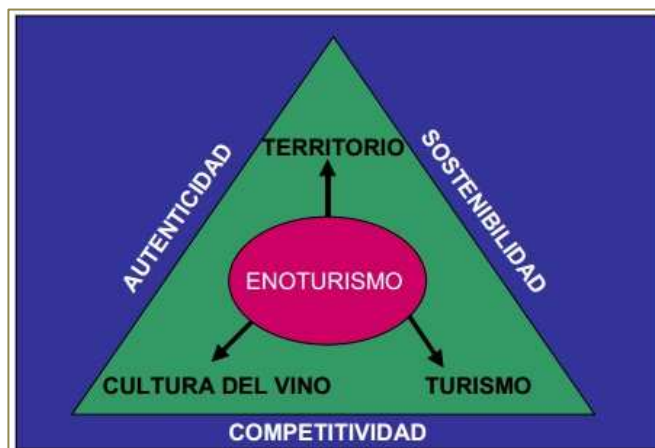 TERRITORIO
AUTENTICIDAD
SOSTENIBILIDAD
ENOTURISMO
CULTURA DEL VINO
TURISMO
COMPETITIVIDAD